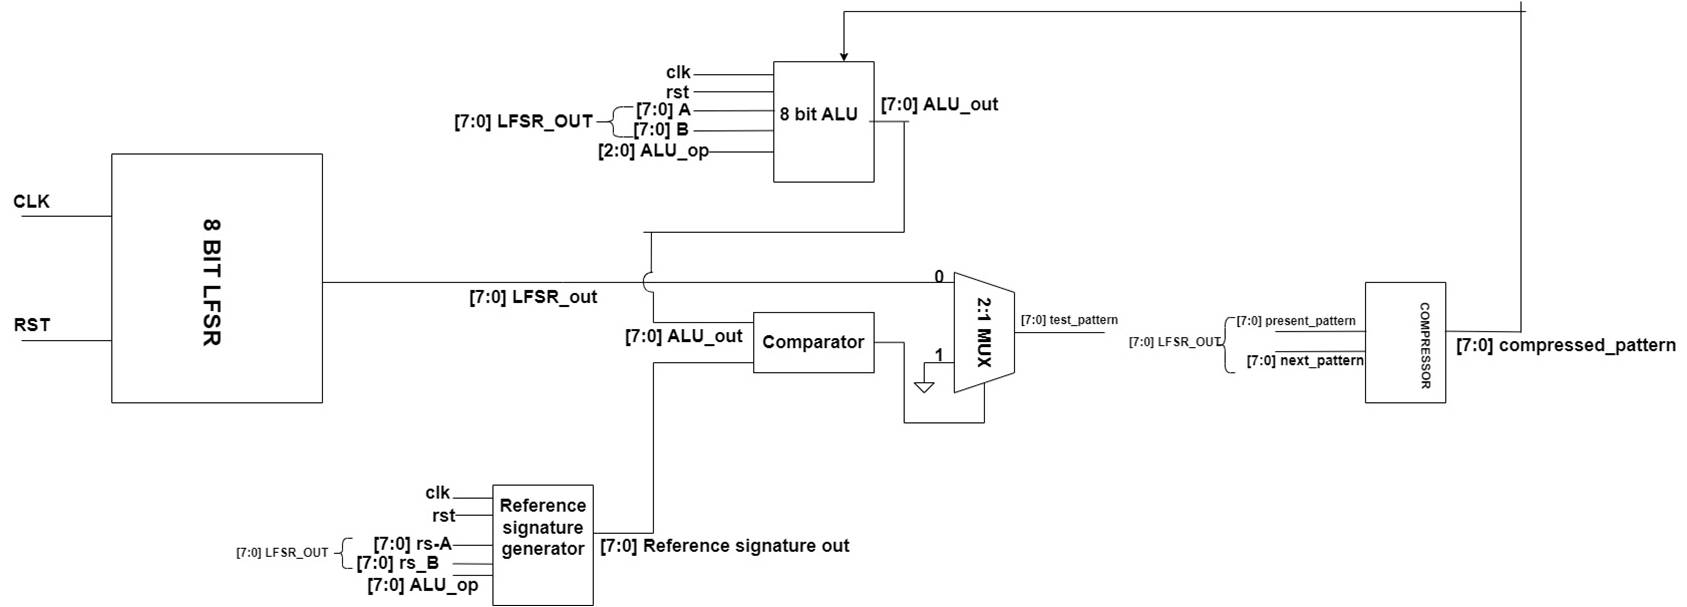 clk
rst
[7:0] A
[7:0] LFSR_OUT
[7:0] B
[2:0] ALU_op
8 bit ALU
[7:0] ALU_out
CLK
RST
8 BIT LFSR
[7:0] LFSR_out
0
1
2:1 MUX
[7:0] test_pattern
[7:0] ALU_out
Comparator
[7:0] present_pattern
[7:0] LFSR_OUT
[7:0] next_pattern
COMPRESSOR
[7:0] compressed_pattern
clk
rst
[7:0] rs-A
[7:0] LFSR_OUT
[7:0] rs_B
[7:0] ALU_op
Reference
signature
generator
[7:0] Reference signature out